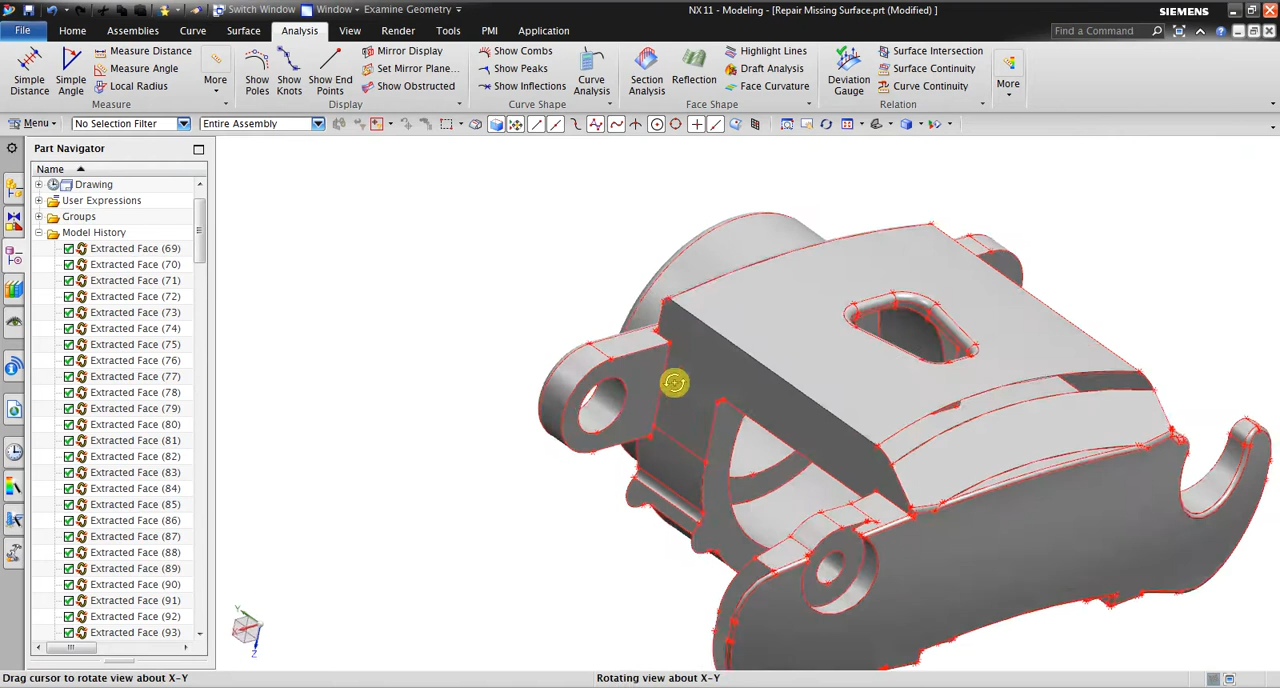 Switch Window Window Examine Geometry
NX 11 - Modeling - [Repair Missing Surface.prt (Modified) ]
SIEMENS
File Home Assemblies Curve Surface Analysis View Render Tools PMI Application
Find a Command
Simple Distance
Simple Angle
Measure Distance
Measure Angle
Local Radius
More
Measure
Show Poles
Show Knots
Show End Points
Mirror Display
Set Mirror Plane...
Show Obstructed
Display
Show Combs
Show Peaks
Show Inflections
Curve Analysis
Curve Shape
Section Analysis
Reflection
Highlight Lines
Draft Analysis
Face Curvature
Face Shape
Deviation Gauge
Surface Intersection
Surface Continuity
Curve Continuity
Relation
More
Menu
No Selection Filter
Entire Assembly
Part Navigator
Name
Drawing
User Expressions
Groups
Model History
Extracted Face (69)
Extracted Face (70)
Extracted Face (71)
Extracted Face (72)
Extracted Face (73)
Extracted Face (74)
Extracted Face (75)
Extracted Face (76)
Extracted Face (77)
Extracted Face (78)
Extracted Face (79)
Extracted Face (80)
Extracted Face (81)
Extracted Face (82)
Extracted Face (83)
Extracted Face (84)
Extracted Face (85)
Extracted Face (86)
Extracted Face (87)
Extracted Face (88)
Extracted Face (89)
Extracted Face (90)
Extracted Face (91)
Extracted Face (92)
Extracted Face (93)
Y
Z
Drag cursor to rotate view about X-Y
Rotating view about X-Y